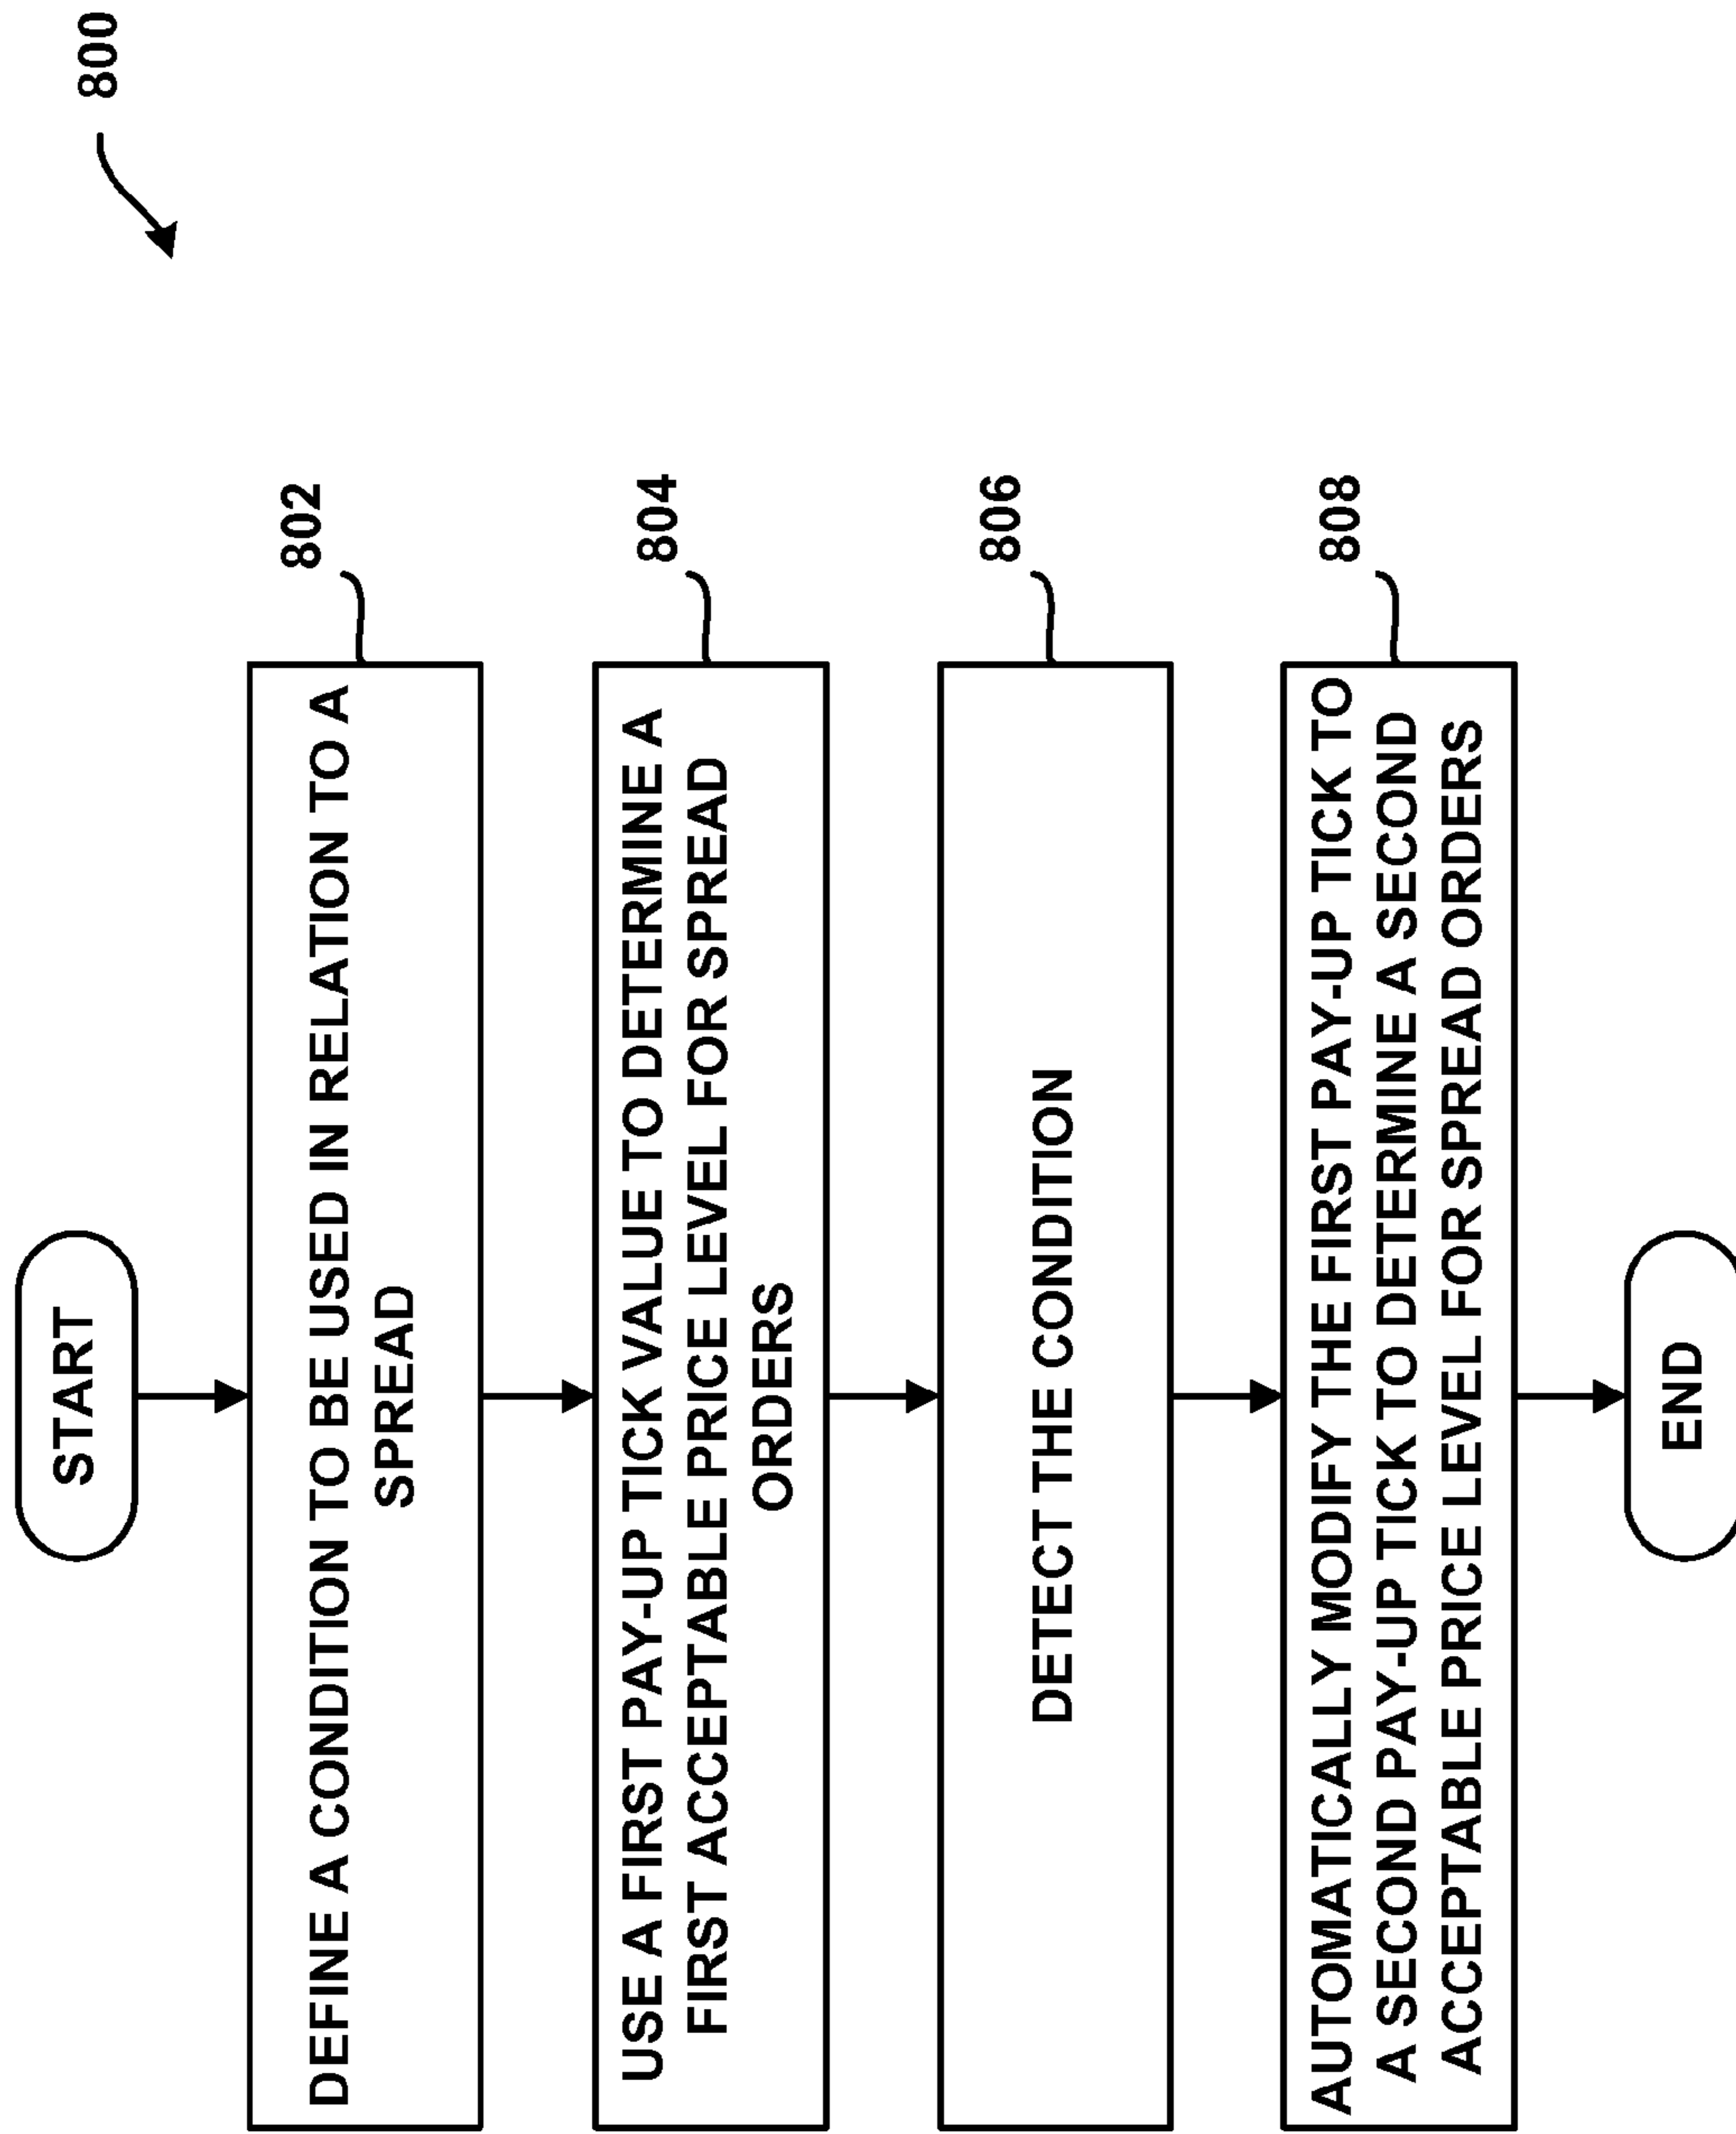 800
START
DEFINE A CONDITION TO BE USED IN RELATION TO A
SPREAD
802
USE A FIRST PAY-UP TICK VALUE TO DETERMINE A
FIRST ACCEPTABLE PRICE LEVEL FOR SPREAD
ORDERS
804
DETECT THE CONDITION
806
AUTOMATICALLY MODIFY THE FIRST PAY-UP TICK TO
A SECOND PAY-UP TICK TO DETERMINE A SECOND
ACCEPTABLE PRICE LEVEL FOR SPREAD ORDERS
808
END